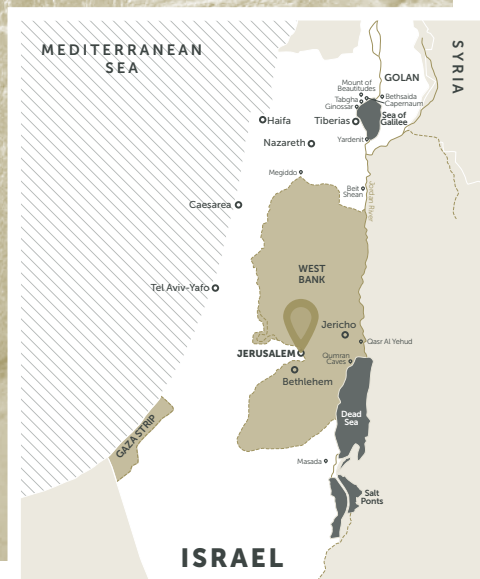 MEDITERRANEAN
SEA
SYRIA
GOLAN
Mount of
Beautitudes
Tabgha
Ginossar
Bethsaida
Capernaum
Haifa
Tiberias
Sea of
Galilee
Nazareth
Yardenit
Megiddo
Beit
Shean
Jordan River
Caesarea
WEST
BANK
Tel Aviv-Yafo
Jericho
Qasr Al Yehud
JERUSALEM
Qumran
Caves
Bethlehem
Dead
Sea
GAZA STRIP
Masada
Salt
Ponts
ISRAEL